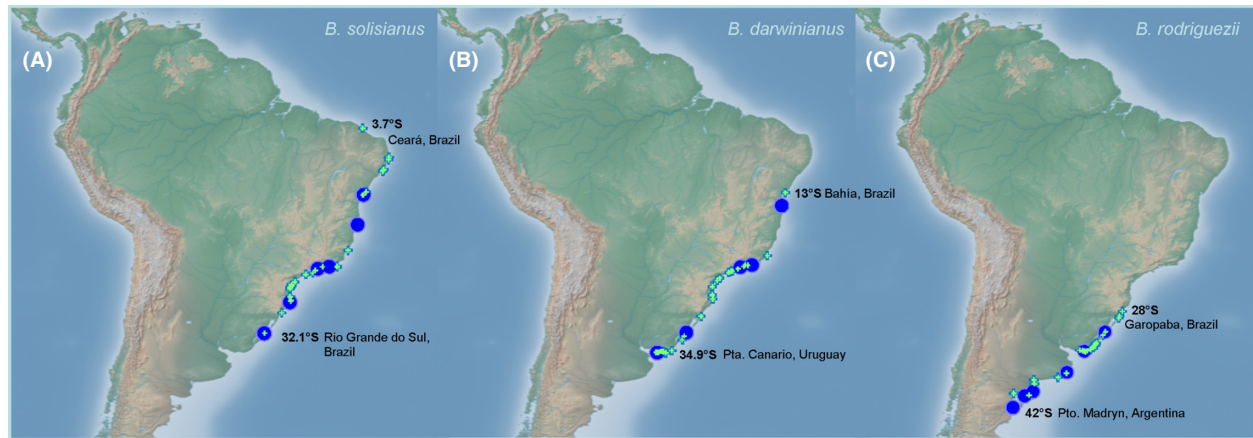 (A)
B. solisianus
3.7°S
Ceará, Brazil
32.1°S Rio Grande do Sul,
Brazil
(B)
B. darwinianus
13°S Bahia, Brazil
34.9°S Pta. Canario, Uruguay
(C)
B. rodriguezii
28°S
Garopaba, Brazil
42°S Pto. Madryn, Argentina